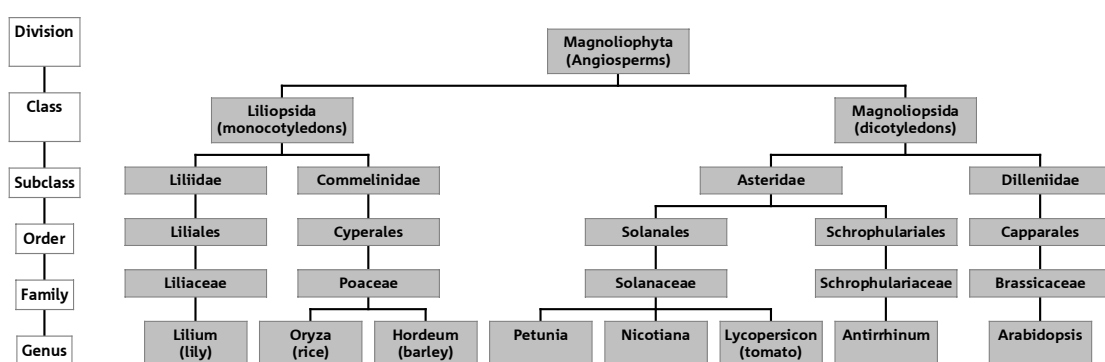 Division
Magnoliophyta
(Angiosperms)
Class
Liliopsida
(monocotyledons)
Magnoliopsida
(dicotyledons)
Subclass
Liliidae
Commelinidae
Asteridae
Dilleniidae
Order
Liliales
Cyperales
Solanales
Schrophulariales
Capparales
Family
Liliaceae
Poaceae
Solanaceae
Schrophulariaceae
Brassicaceae
Genus
Lilium
(lily)
Oryza
(rice)
Hordeum
(barley)
Petunia
Nicotiana
Lycopersicon
(tomato)
Antirrhinum
Arabidopsis